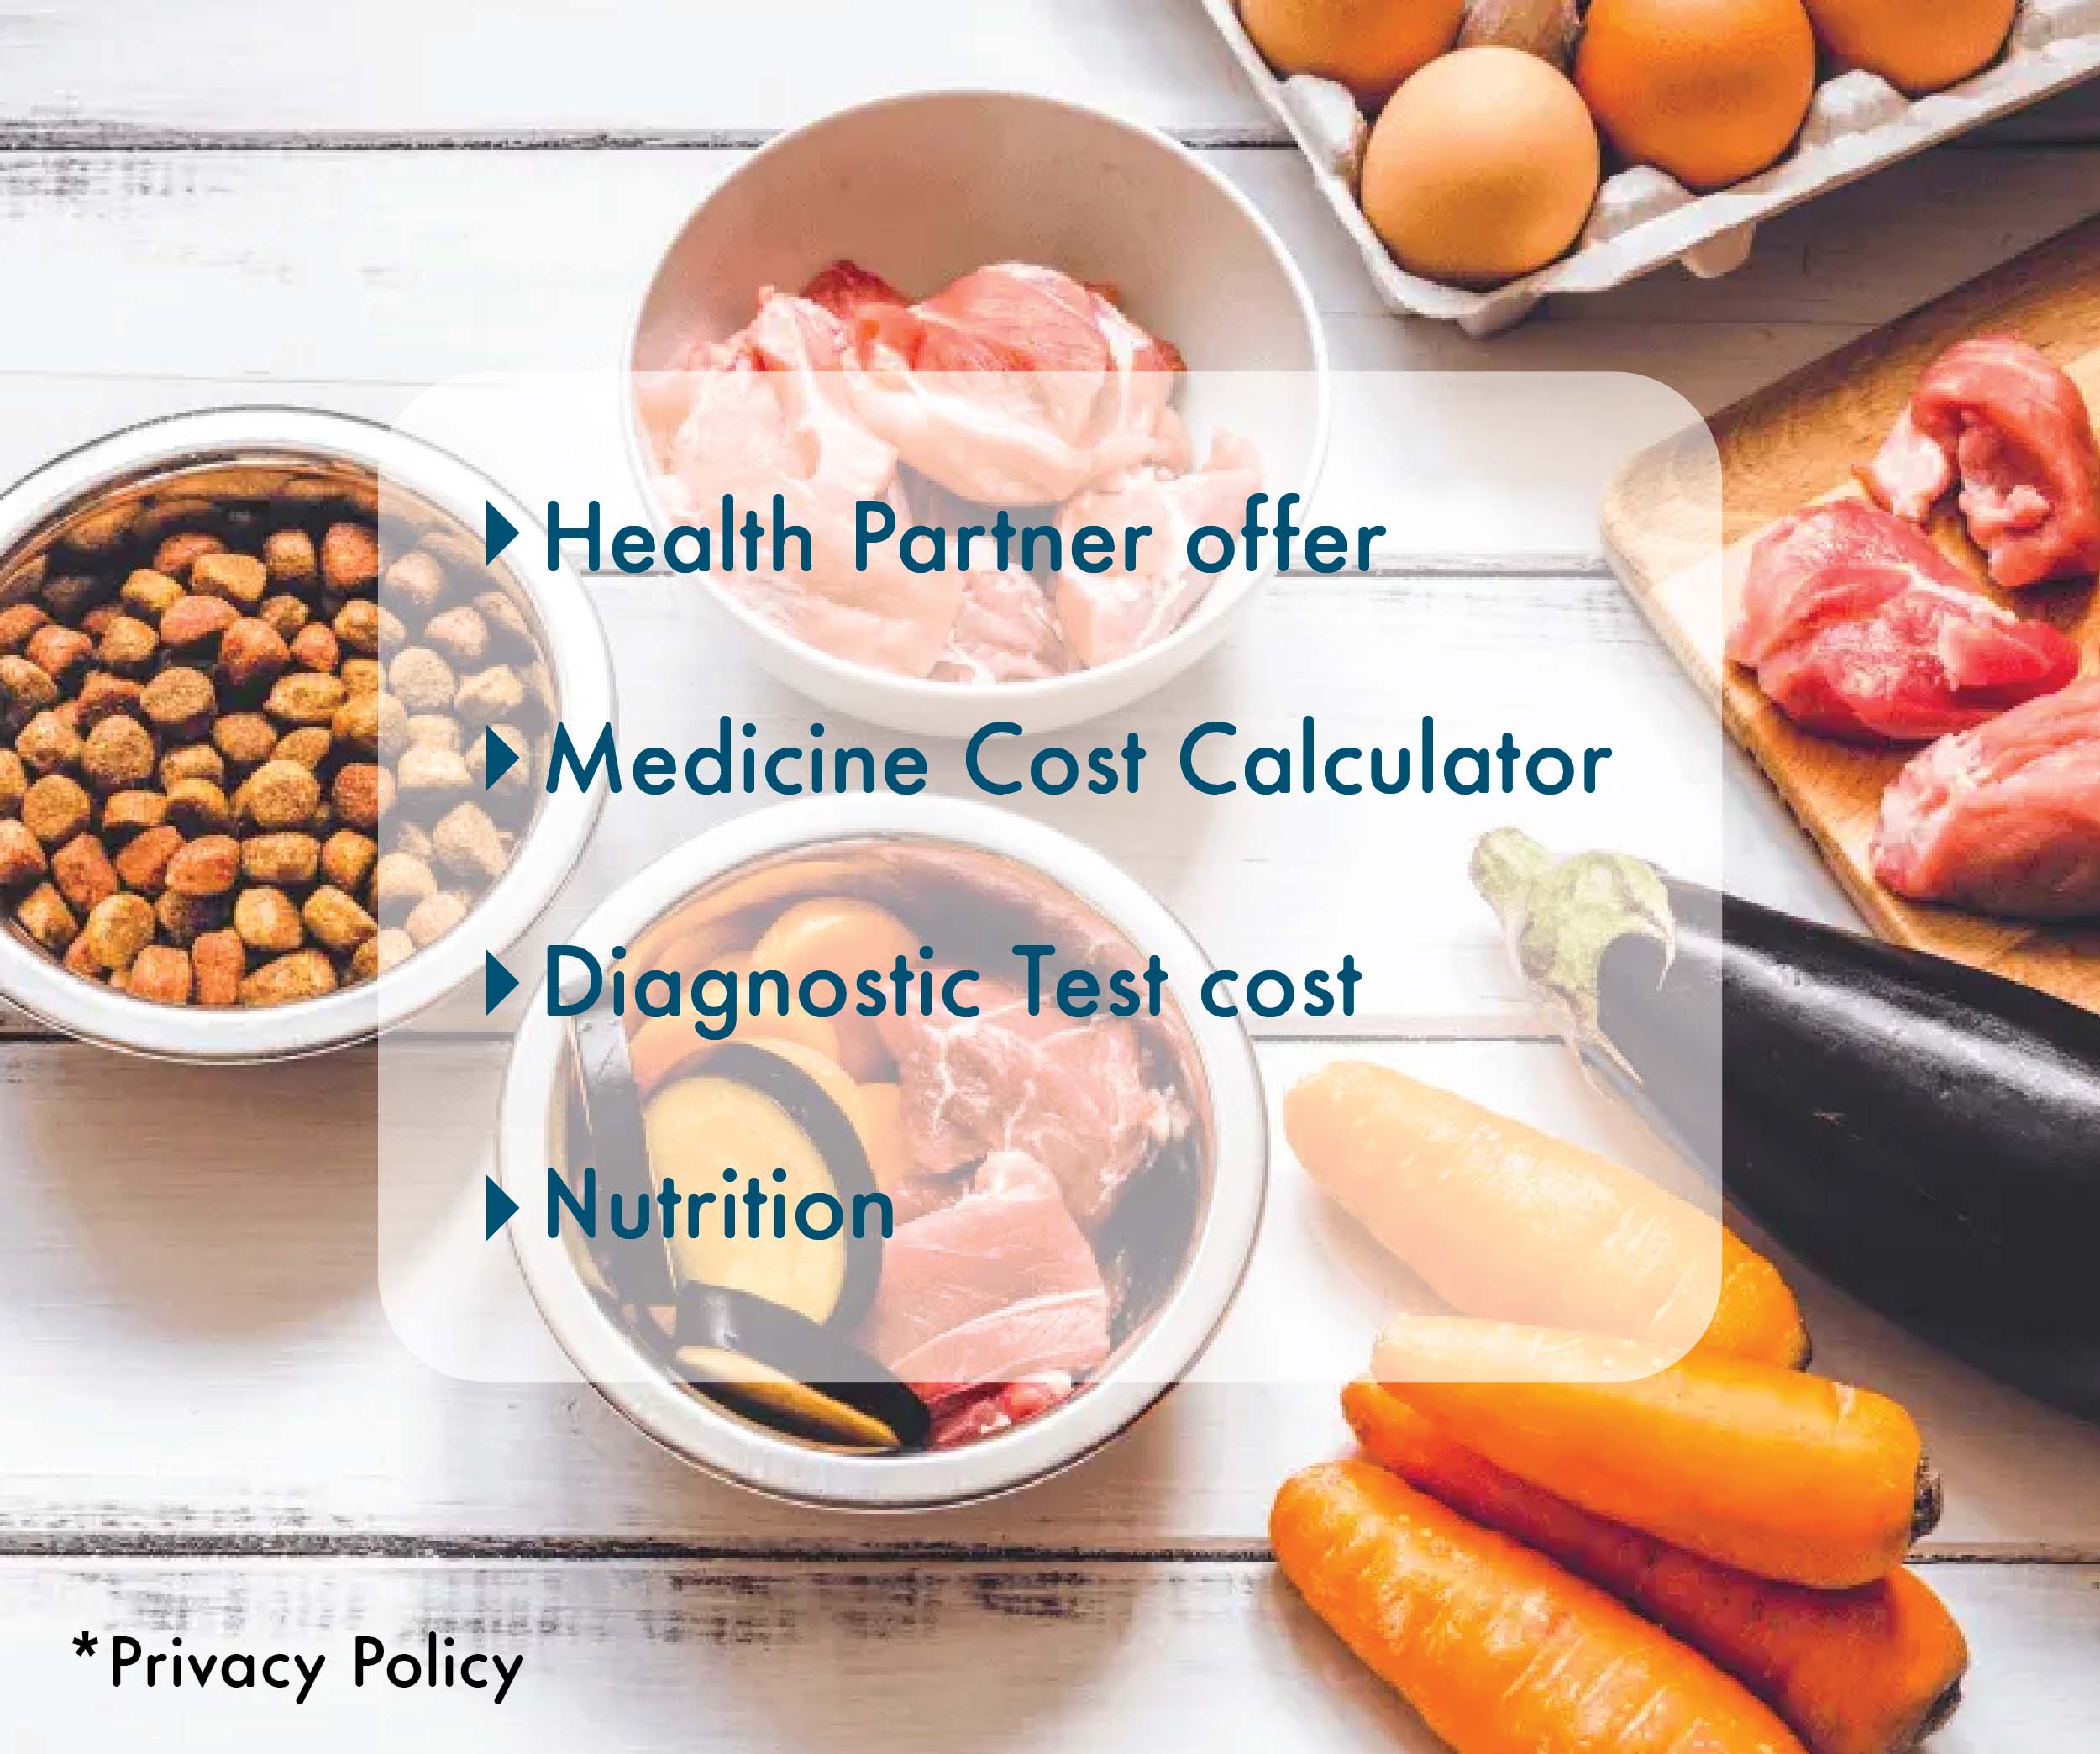 Health Partner offer
Medicine Cost Calculator
Diagnostic Test cost
Nutrition
*Privacy Policy